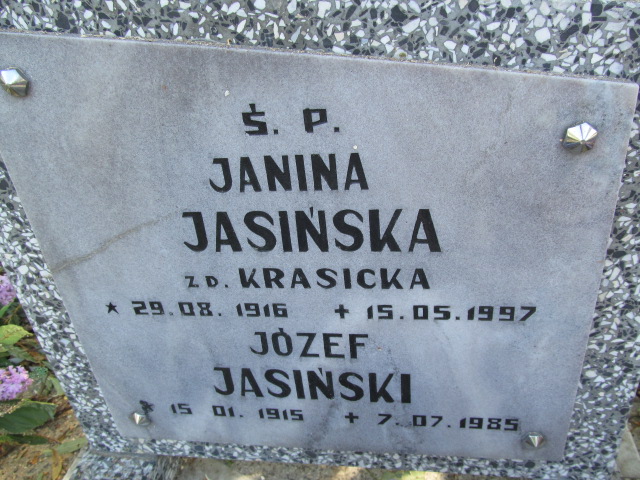 Ś. P.
JANINA
JASIŃSKA
Z D. KRASICKA
* 29.08. 1916 + 15.05.1997
JÓZEF
JASIŃSKI
* 15 01. 1915 + 7.07.1985